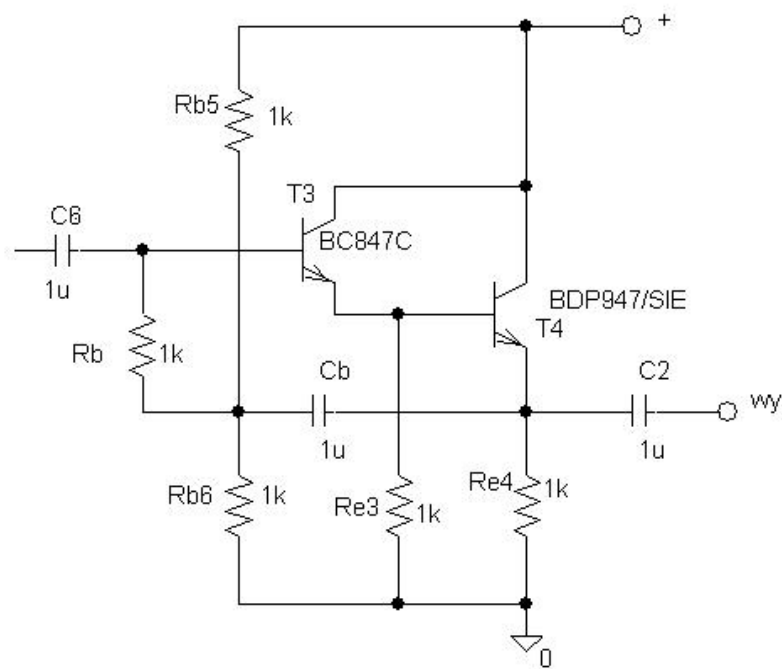 +
Rb5
1k
T3
BC847C
C6
1u
BDP947/SIE
T4
Rb
1k
Cb
1u
C2
1u
wy
Rb6
1k
Re3
1k
Re4
1k
0